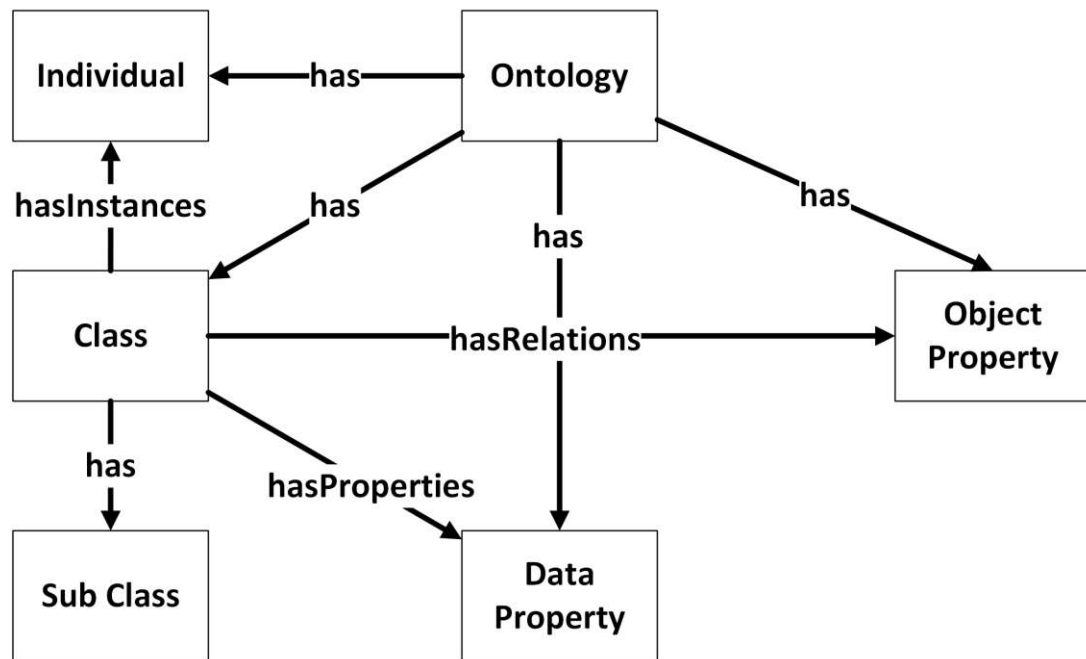 Individual
has
Ontology
hasInstances
has
has
has
Class
hasRelations
Object
Property
has
hasProperties
Sub Class
Data
Property